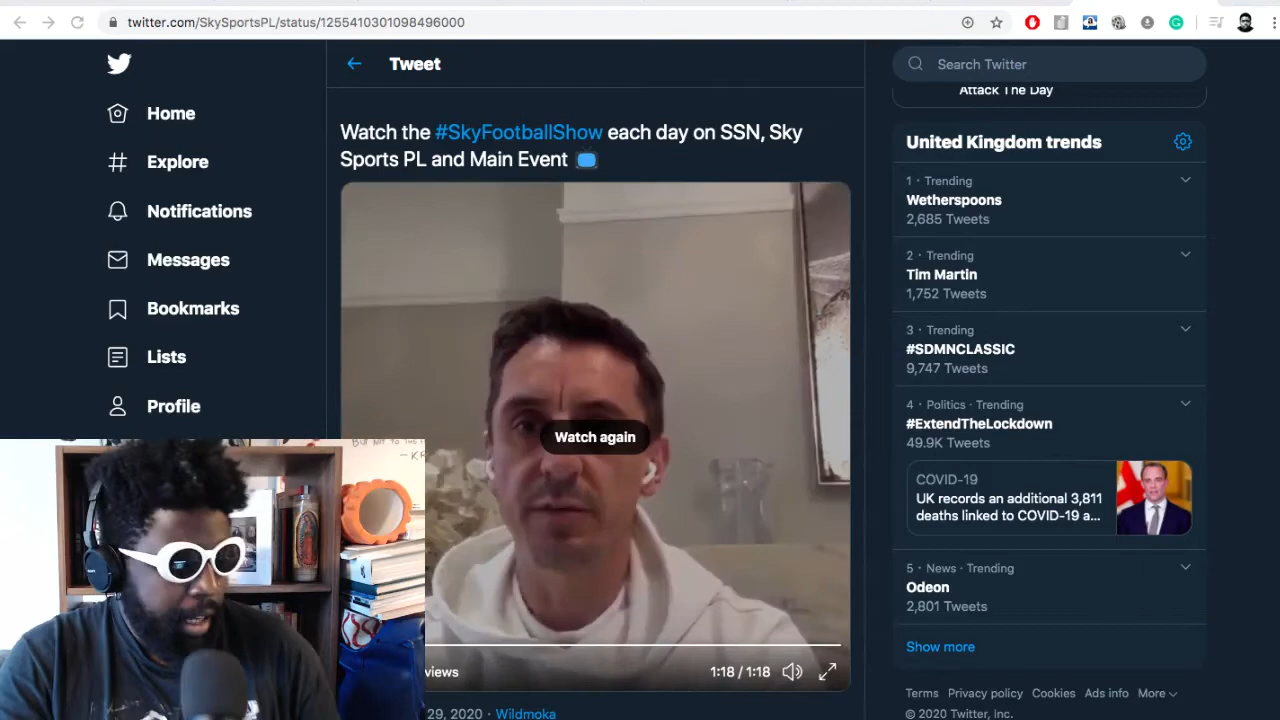 twitter.com/SkySportsPL/status/1255410301098496000
Home
Explore
Notifications
Messages
Bookmarks
Lists
Profile
Tweet
Watch the #SkyFootballShow each day on SSN, Sky
Sports PL and Main Event
Watch again
views
1:18 / 1:18
29, 2020 · Wildmoka
Search Twitter
Attack The Day
United Kingdom trends
1 · Trending
Wetherspoons
2,685 Tweets
2 · Trending
Tim Martin
1,752 Tweets
3 · Trending
#SDMNCLASSIC
9,747 Tweets
4 · Politics · Trending
#ExtendTheLockdown
49.9K Tweets
COVID-19
UK records an additional 3,811
deaths linked to COVID-19 a...
5 · News · Trending
Odeon
2,801 Tweets
Show more
Terms Privacy policy Cookies Ads info More
© 2020 Twitter, Inc.